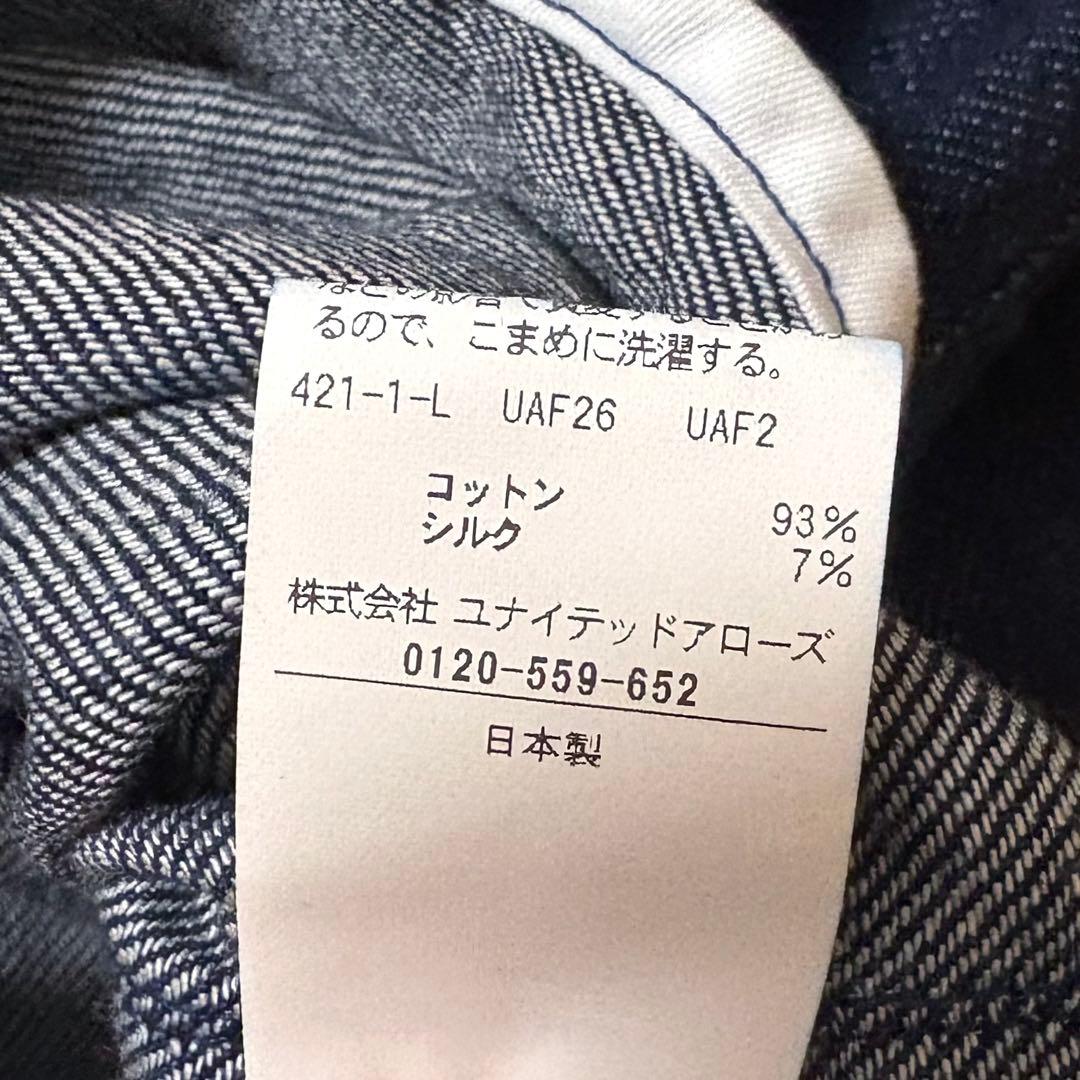 るので、こまめに洗濯する。
421-1-L UAF26 UAF2
コットン 93%
シルク 7%
株式会社 ユナイテッドアローズ
0120-559-652
日本製